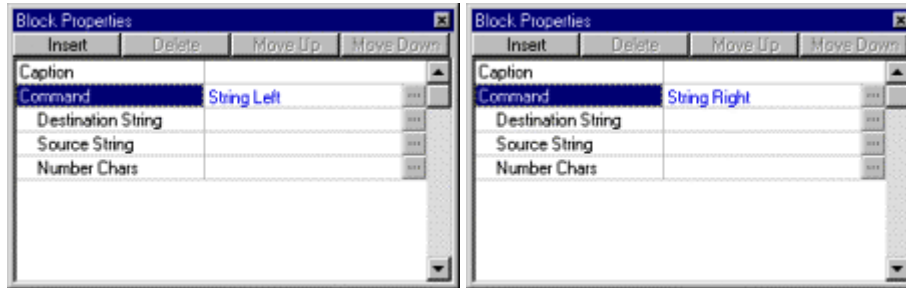 Block Properties
Insert Delete Move Up Move Down
Caption
Command String Left
Destination String
Source String
Number Chars
Block Properties
Insert Delete Move Up Move Down
Caption
Command String Right
Destination String
Source String
Number Chars